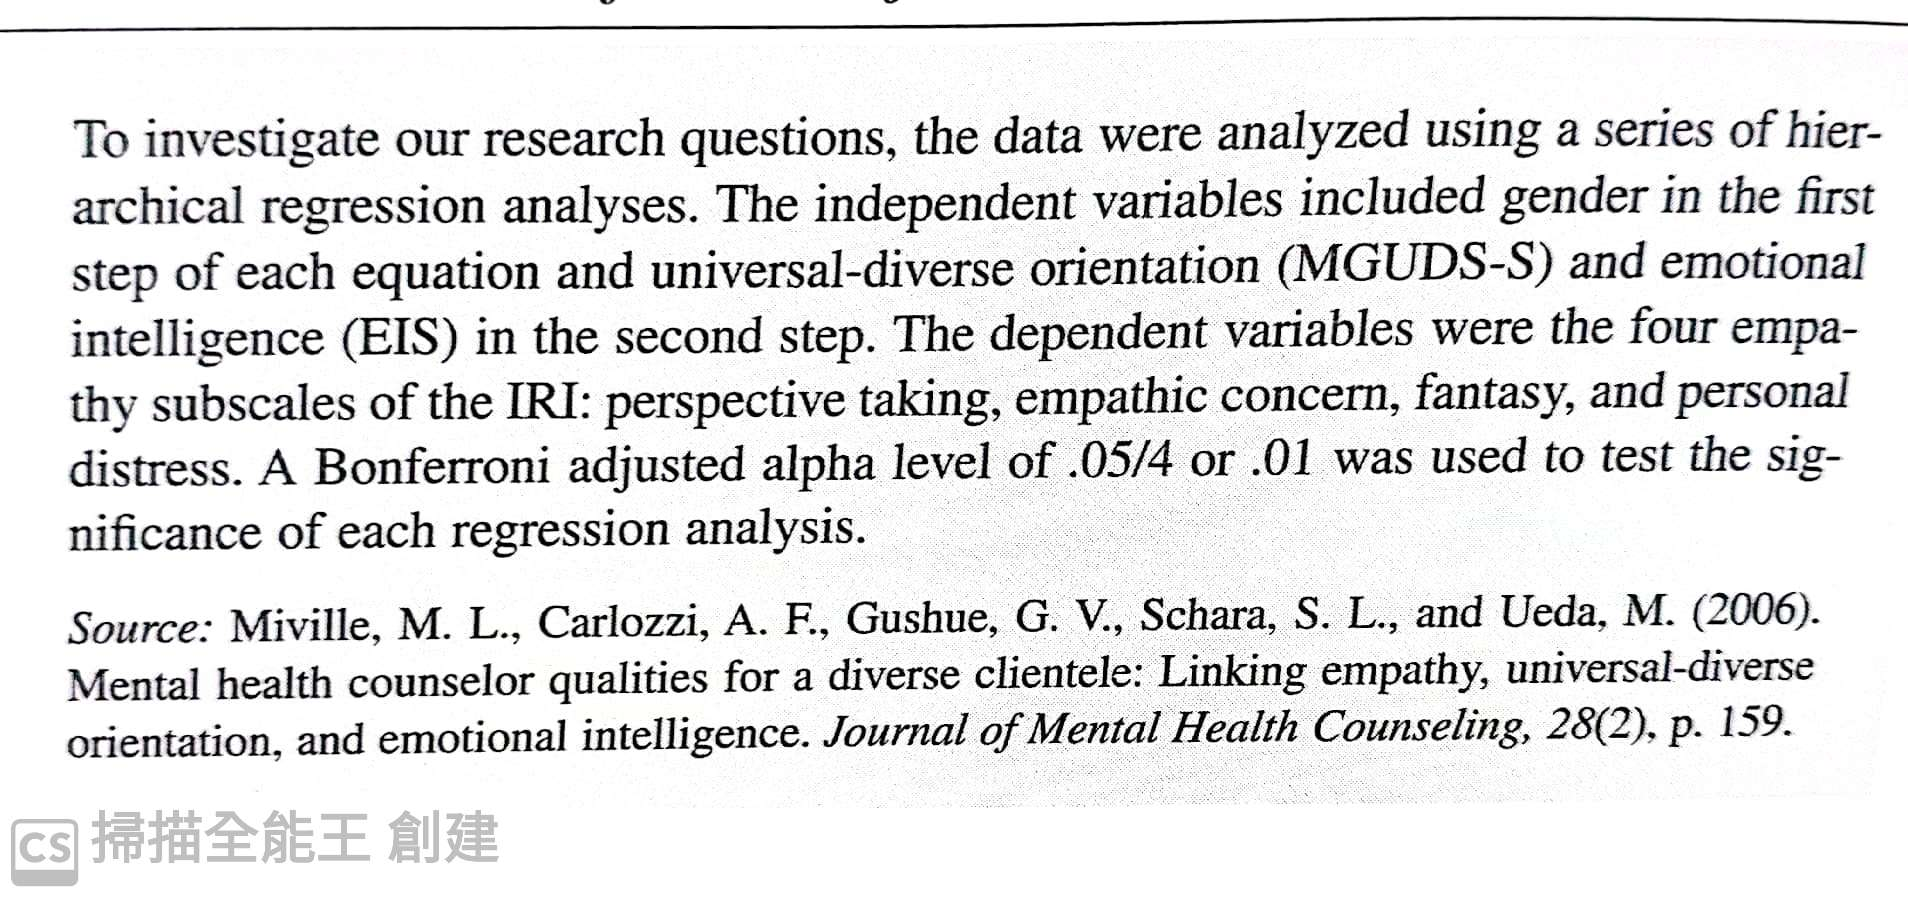 To investigate our research questions, the data were analyzed using a series of hier-
archical regression analyses. The independent variables included gender in the first
step of each equation and universal-diverse orientation (MGUDS-S) and emotional
intelligence (EIS) in the second step. The dependent variables were the four empa-
thy subscales of the IRI: perspective taking, empathic concern, fantasy, and personal
distress. A Bonferroni adjusted alpha level of .05/4 or .01 was used to test the sig-
nificance of each regression analysis.
Source: Miville, M. L., Carlozzi, A. F., Gushue, G. V., Schara, S. L., and Ueda, M. (2006).
Mental health counselor qualities for a diverse clientele: Linking empathy, universal-diverse
orientation, and emotional intelligence. Journal of Mental Health Counseling, 28(2), p. 159.
CS 掃描全能王 創建